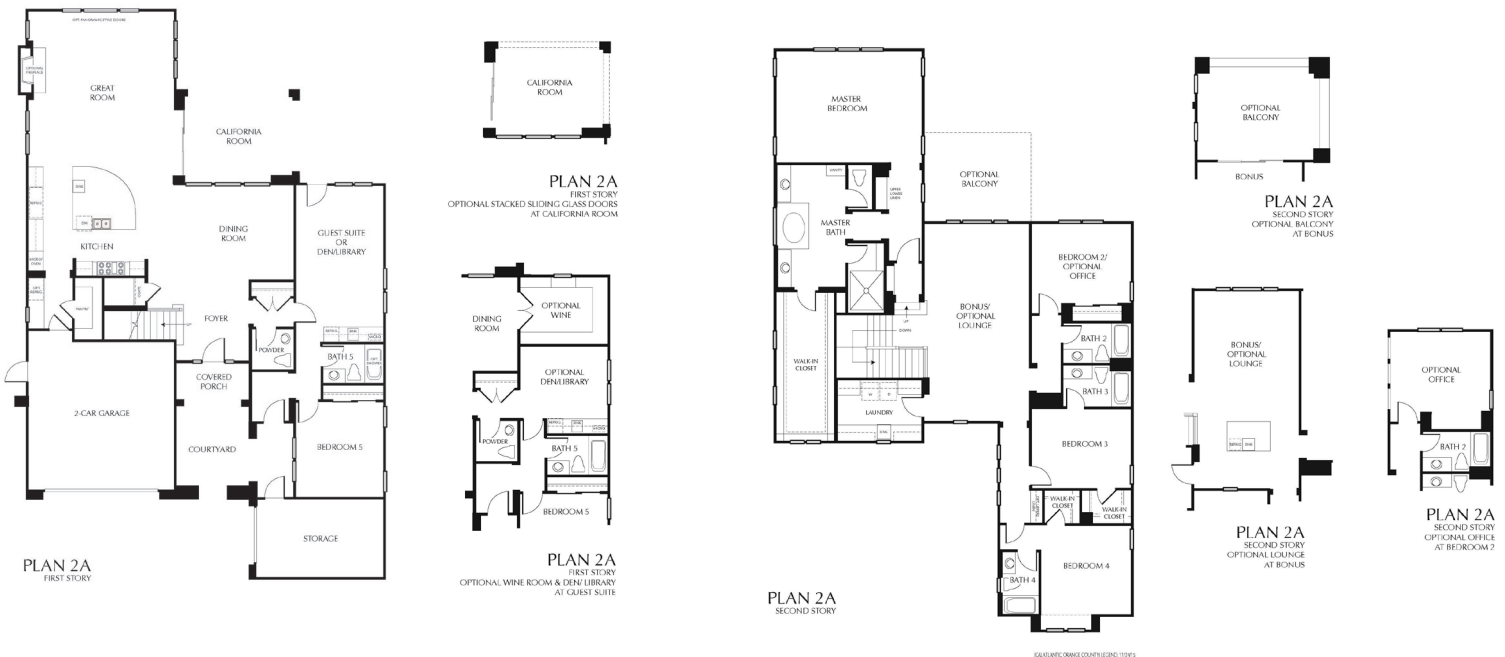 GREAT
ROOM
CALIFORNIA
ROOM
KITCHEN
DINING
ROOM
GUEST SUITE
OR
DEN/LIBRARY
FOYER
UP
POWDER
BATH 5
COVERED
PORCH
2-CAR GARAGE
COURTYARD
BEDROOM 5
STORAGE
PLAN 2A
FIRST STORY
CALIFORNIA
ROOM
PLAN 2A
FIRST STORY
OPTIONAL STACKED SLIDING GLASS DOORS
AT CALIFORNIA ROOM
DINING
ROOM
OPTIONAL
WINE
OPTIONAL
DEN/LIBRARY
POWDER
BATH 5
BEDROOM 5
PLAN 2A
FIRST STORY
OPTIONAL WINE ROOM & DEN/ LIBRARY
AT GUEST SUITE
MASTER
BEDROOM
OPTIONAL
BALCONY
MASTER
BATH
UPPER
LOWER
LINEN
BEDROOM 2/
OPTIONAL
OFFICE
BONUS/
OPTIONAL
LOUNGE
UP
DOWN
WALK-IN
CLOSET
BATH 2
BATH 3
LAUNDRY
BEDROOM 3
WALK-IN
CLOSET
WALK-IN
CLOSET
BATH 4
BEDROOM 4
PLAN 2A
SECOND STORY
OPTIONAL
BALCONY
BONUS
PLAN 2A
SECOND STORY
OPTIONAL BALCONY
AT BONUS
BONUS/
OPTIONAL
LOUNGE
PLAN 2A
SECOND STORY
OPTIONAL LOUNGE
AT BONUS
OPTIONAL
OFFICE
BATH 2
PLAN 2A
SECOND STORY
OPTIONAL OFFICE
AT BEDROOM 2